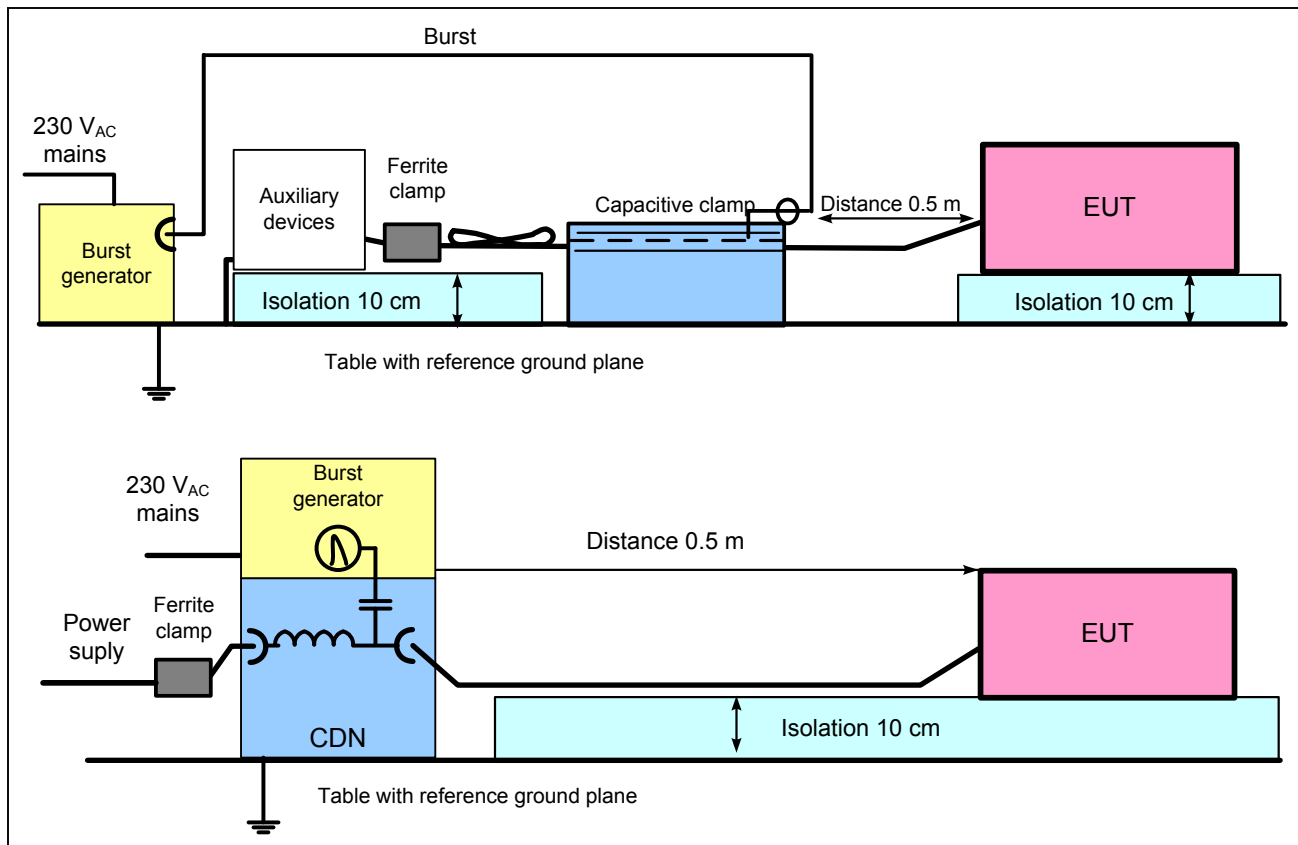 Burst
230 VAC
mains
Ferrite
clamp
Auxiliary
devices
Capacitive clamp
Distance 0.5 m
EUT
Burst
generator
Isolation 10 cm
Isolation 10 cm
Table with reference ground plane
Burst
generator
230 VAC
mains
Distance 0.5 m
Ferrite
clamp
Power
suply
EUT
Isolation 10 cm
CDN
Table with reference ground plane